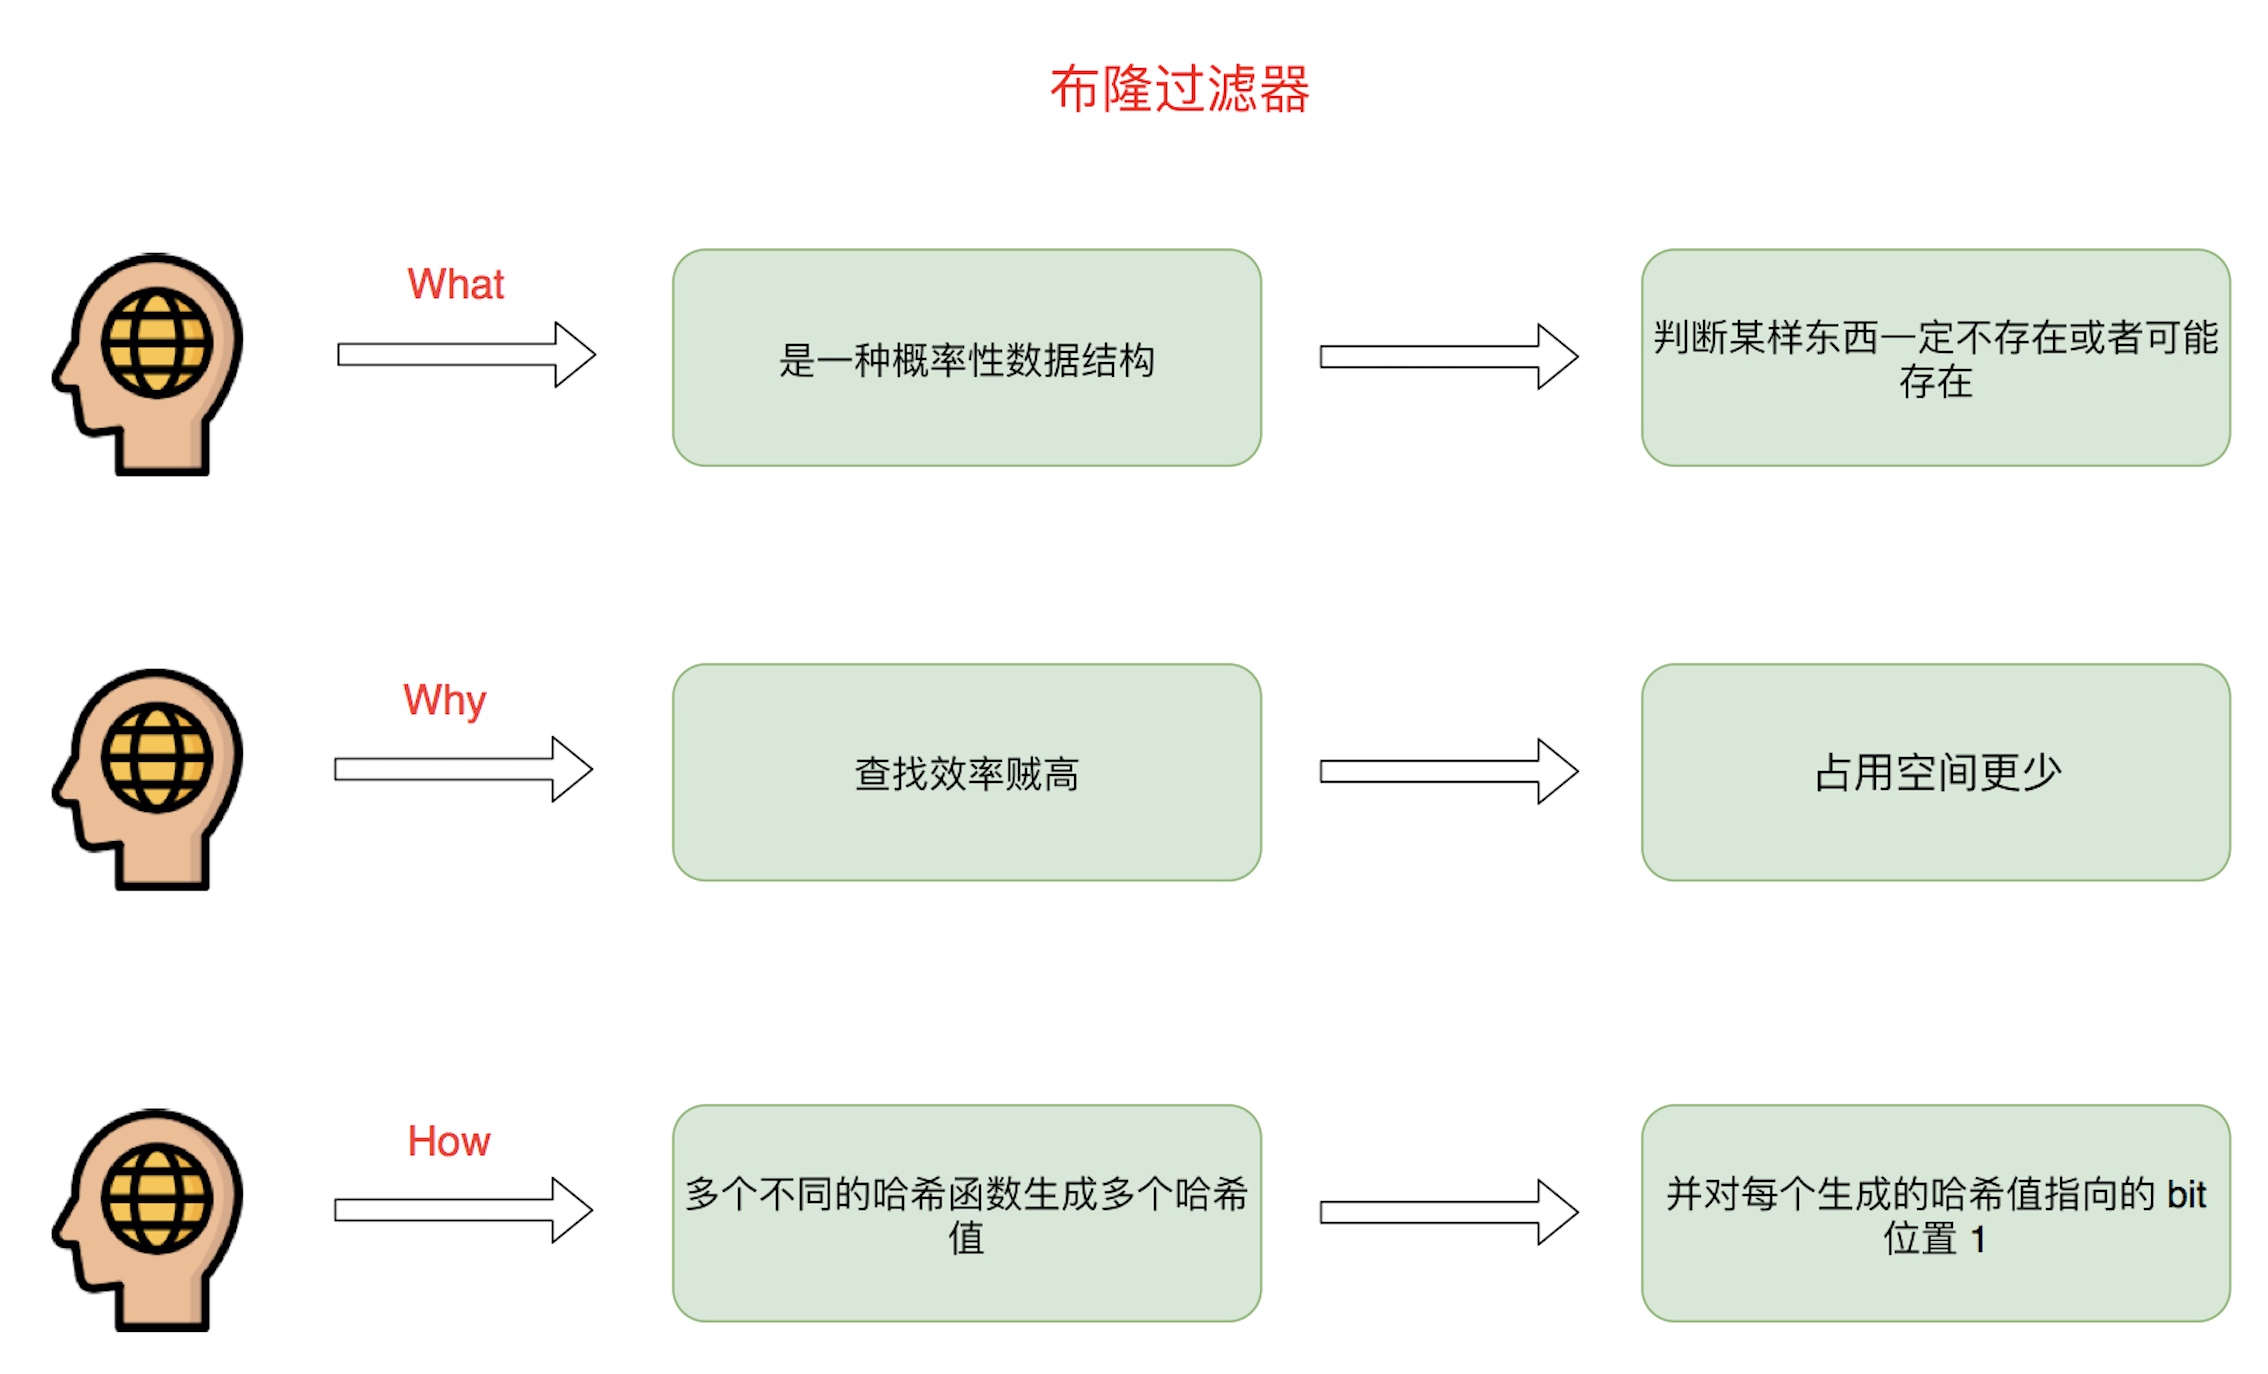 布隆过滤器
What
是一种概率性数据结构
判断某样东西一定不存在或者可能
存在
Why
查找效率贼高
占用空间更少
How
多个不同的哈希函数生成多个哈希
值
并对每个生成的哈希值指向的 bit
位置 1